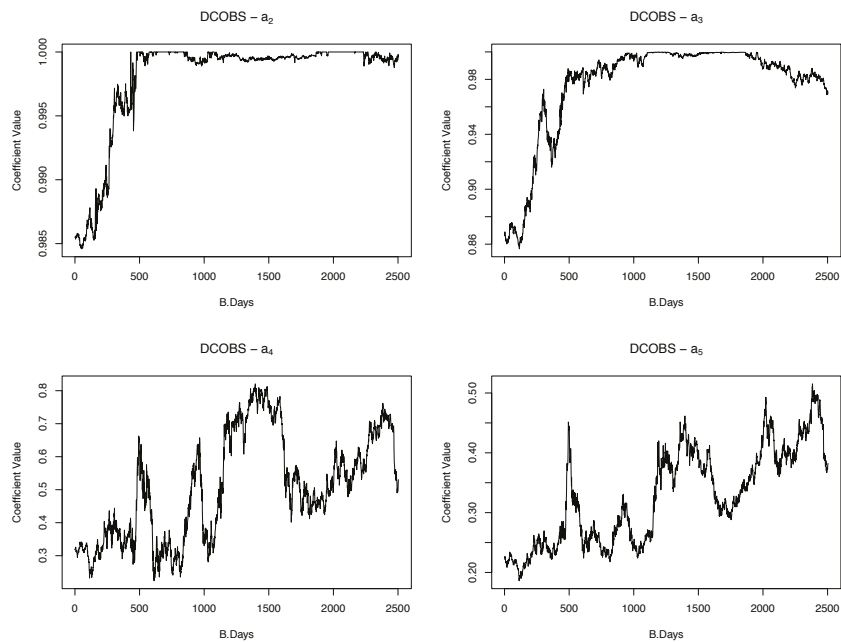 DCOBS − a₂
Coefficient Value
0.985 0.990 0.995 1.000
0 500 1000 1500 2000 2500
B.Days
DCOBS − a₃
Coefficient Value
0.86 0.90 0.94 0.98
0 500 1000 1500 2000 2500
B.Days
DCOBS − a₄
Coefficient Value
0.3 0.4 0.5 0.6 0.7 0.8
0 500 1000 1500 2000 2500
B.Days
DCOBS − a₅
Coefficient Value
0.20 0.30 0.40 0.50
0 500 1000 1500 2000 2500
B.Days